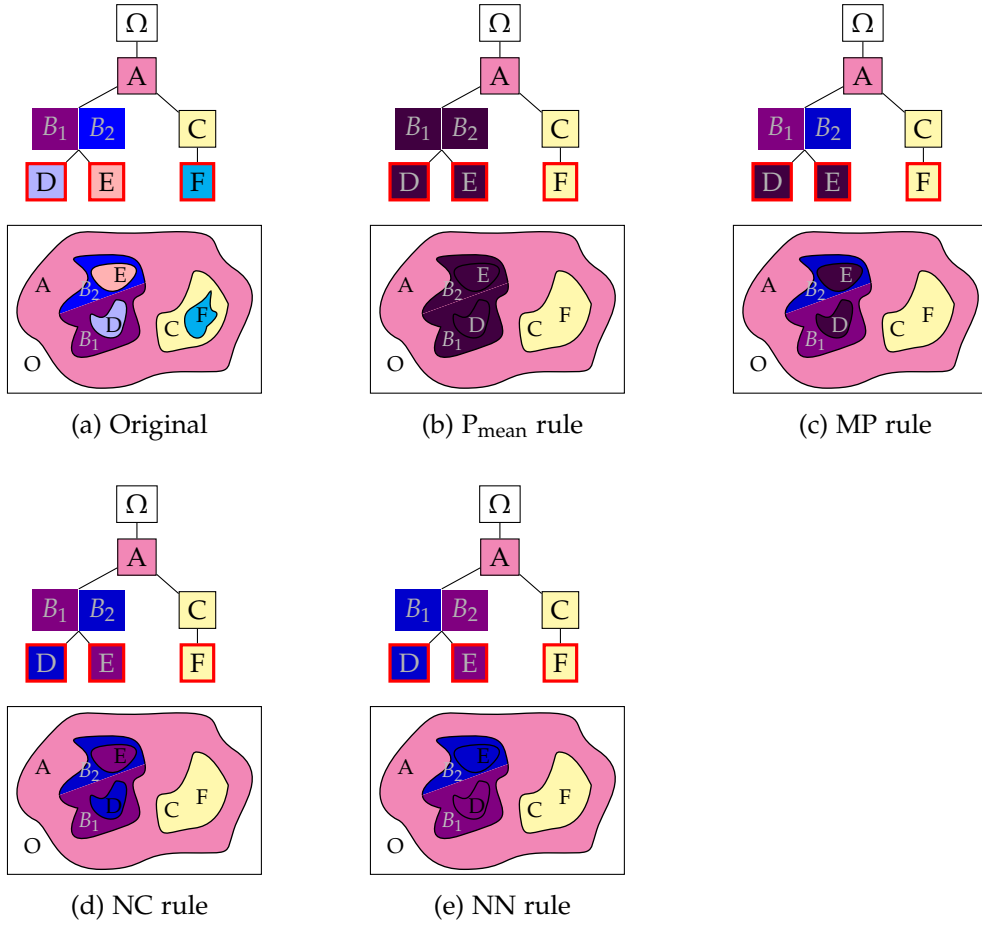 Ω Ω Ω
A A A
B₁ B₂ C B₁ B₂ C B₁ B₂ C
D E F D E F D E F
A E B₂ D F C B₁ O
A E B₂ D F C B₁ O
A E B₂ D F C B₁ O
(a) Original
(b) P_mean rule
(c) MP rule
Ω Ω
A A
B₁ B₂ C B₁ B₂ C
D E F D E F
A E B₂ D F C B₁ O
A E B₂ D F C B₁ O
(d) NC rule
(e) NN rule